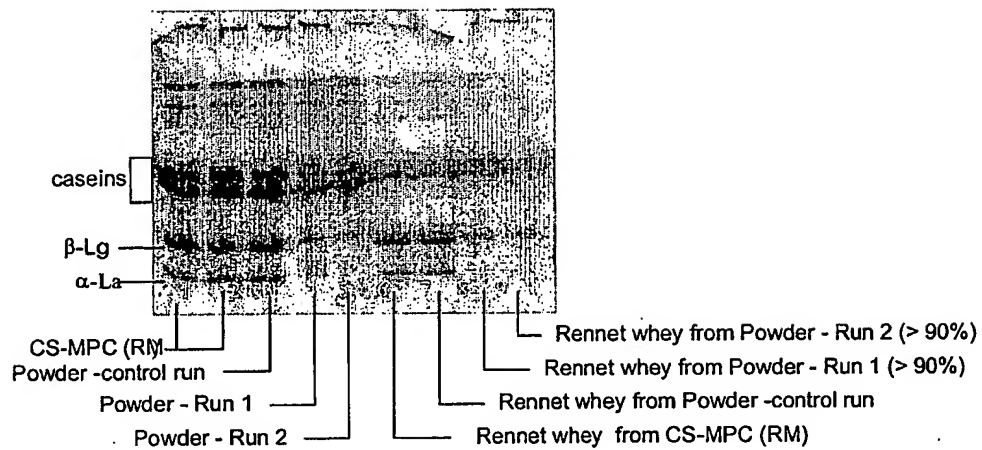 caseins
β-Lg
α-La
CS-MPC (RM
Powder -control run
Powder - Run 1
Powder - Run 2
Rennet whey from Powder - Run 2 (> 90%)
Rennet whey from Powder - Run 1 (> 90%)
Rennet whey from Powder -control run
Rennet whey from CS-MPC (RM)